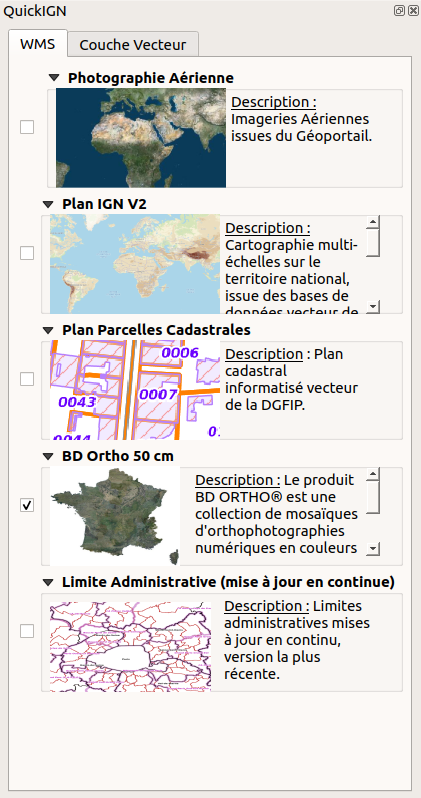 QuickIGN
WMS
Couche Vecteur
Photographie Aérienne
Description :
Imageries Aériennes
issues du Géoportail.
Plan IGN V2
Description :
Cartographie multi-
échelles sur le
territoire national,
issue des bases de
données vecteur de
Plan Parcelles Cadastrales
0006
0007
0043
0044
Description : Plan
cadastral
informatisé vecteur
de la DGFIP.
BD Ortho 50 cm
Description : Le produit
BD ORTHO® est une
collection de mosaïques
d'orthophotographies
numériques en couleurs
Limite Administrative (mise à jour en continue)
Description : Limites
administratives mises
à jour en continu,
version la plus
récente.